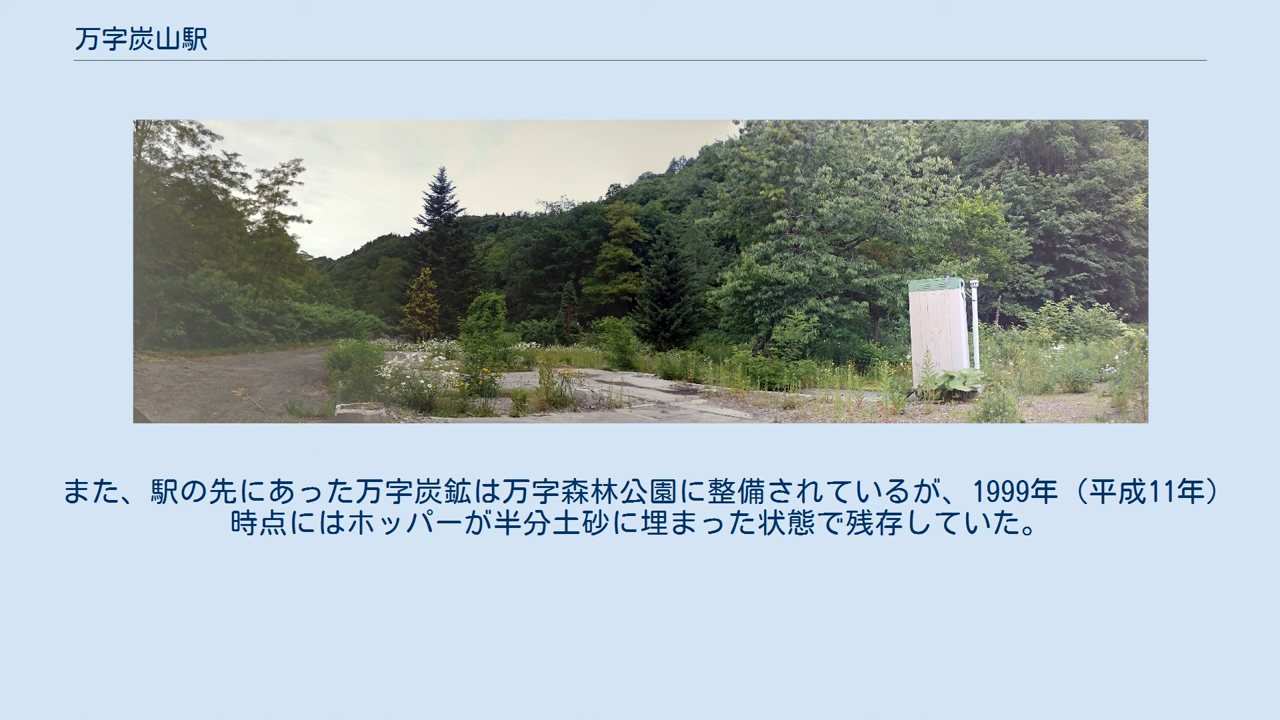 万字炭山駅
また、駅の先にあった万字炭鉱は万字森林公園に整備されているが、1999年（平成11年）
時点にはホッパーが半分土砂に埋まった状態で残存していた。